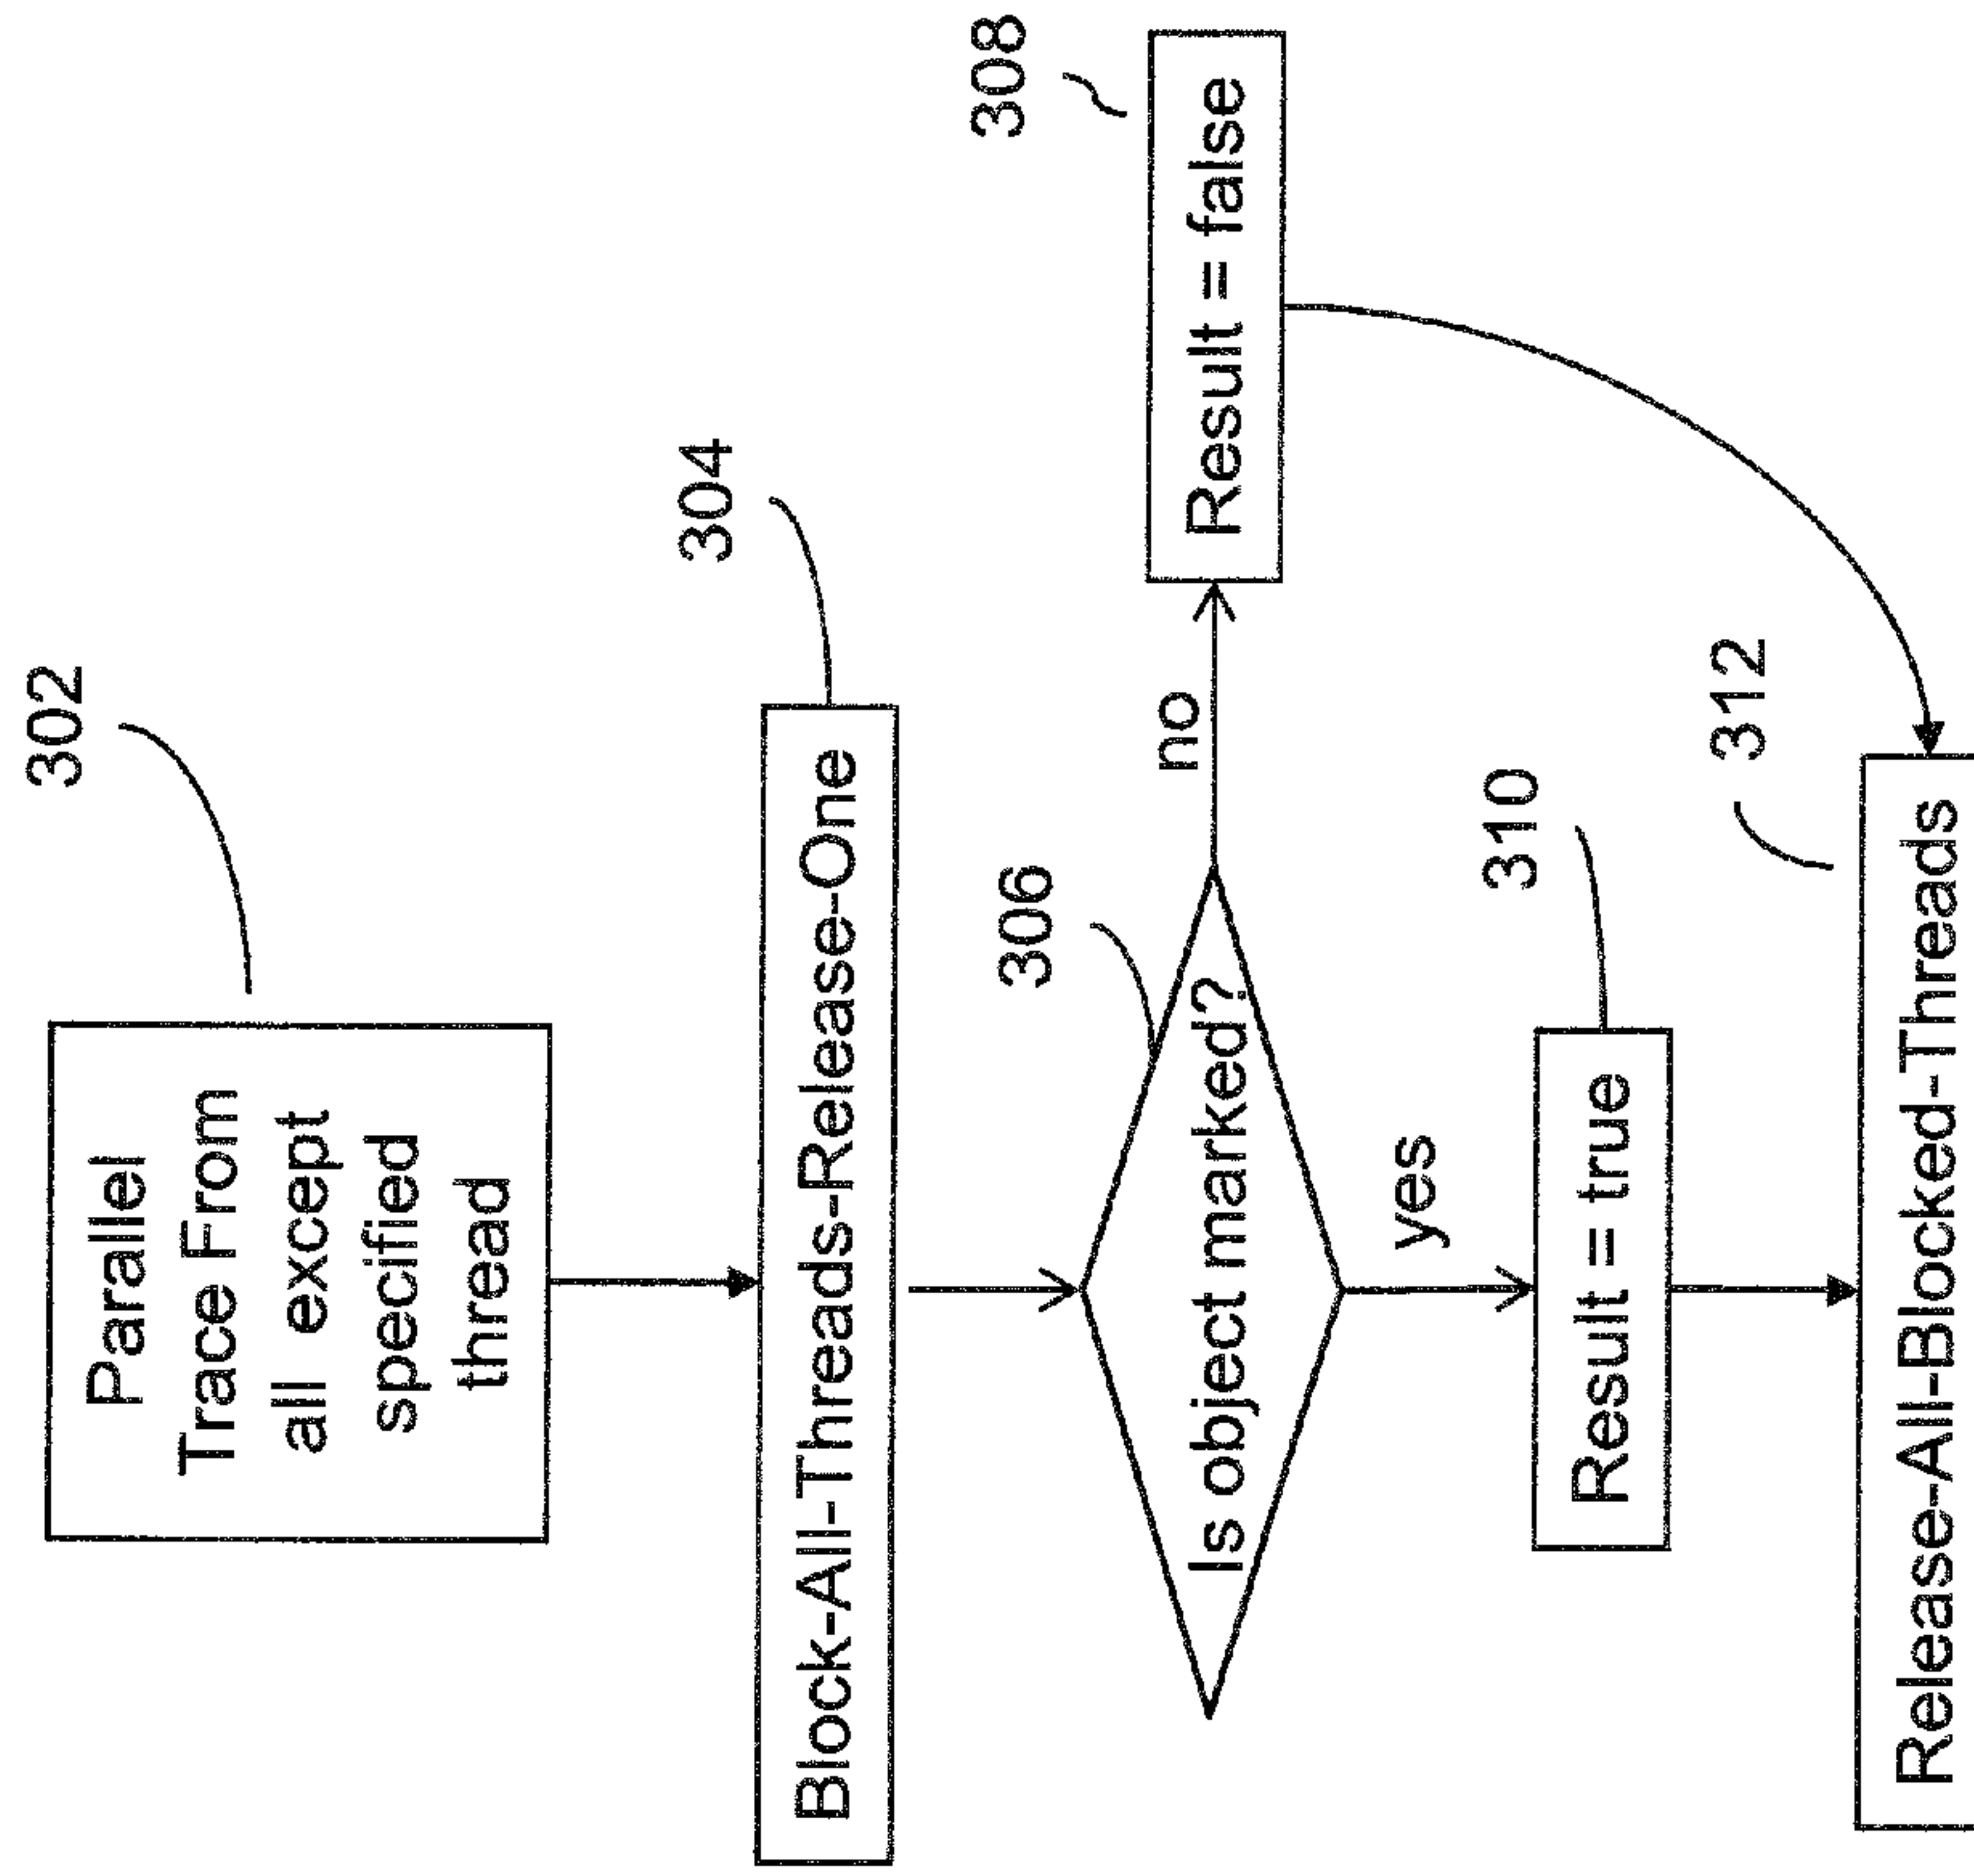 302
Parallel
Trace From
all except
specified
thread
304
Block-All-Threads-Release-One
306
Is object marked?
no
308
Result = false
yes
310
Result = true
312
Release-All-Blocked-Threads